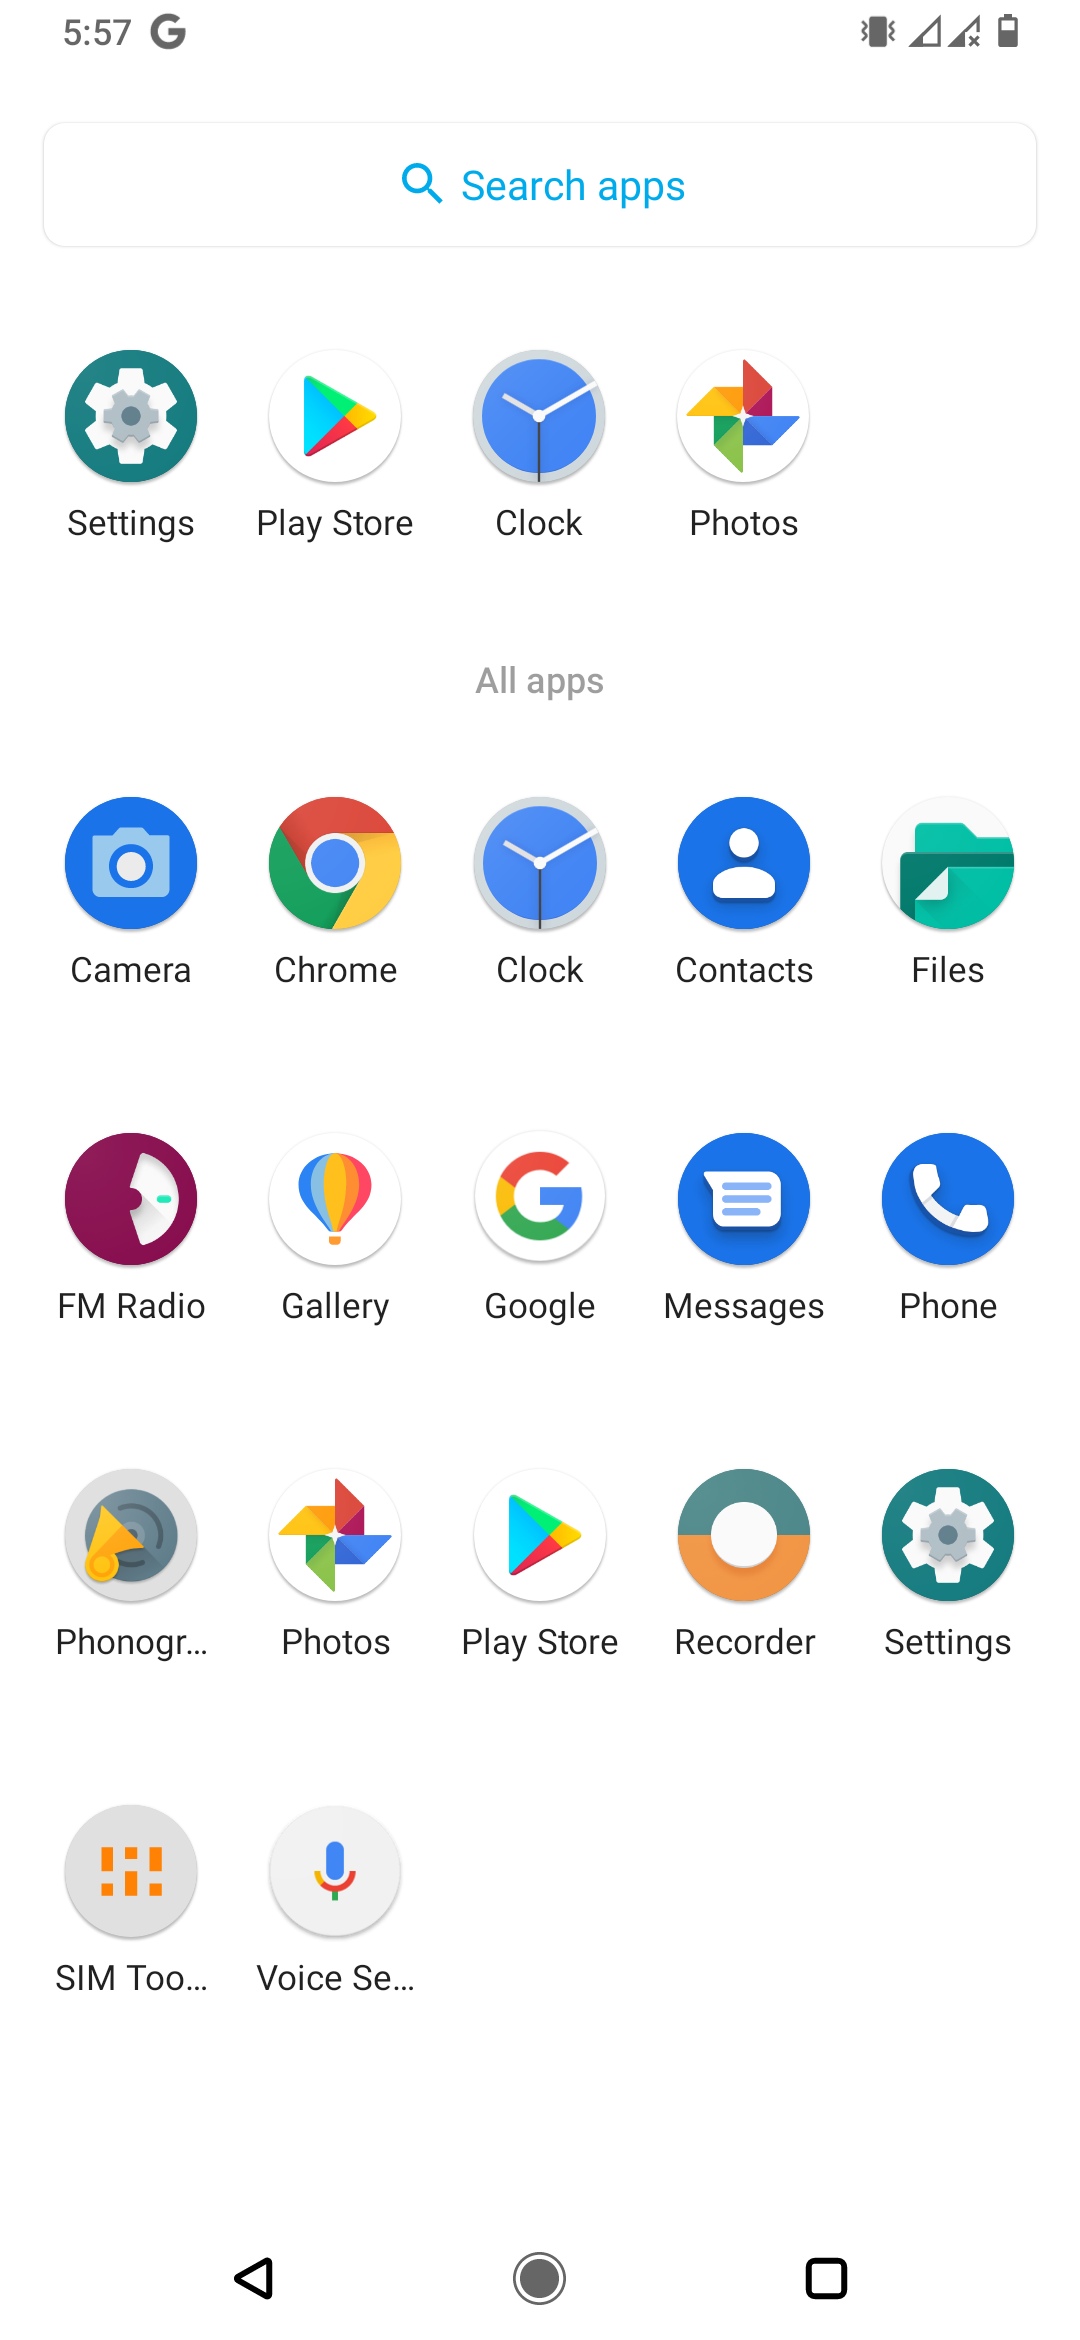 5:57
Search apps
Settings Play Store Clock Photos
All apps
Camera Chrome Clock Contacts Files
FM Radio Gallery Google Messages Phone
Phonogr... Photos Play Store Recorder Settings
SIM Too... Voice Se...